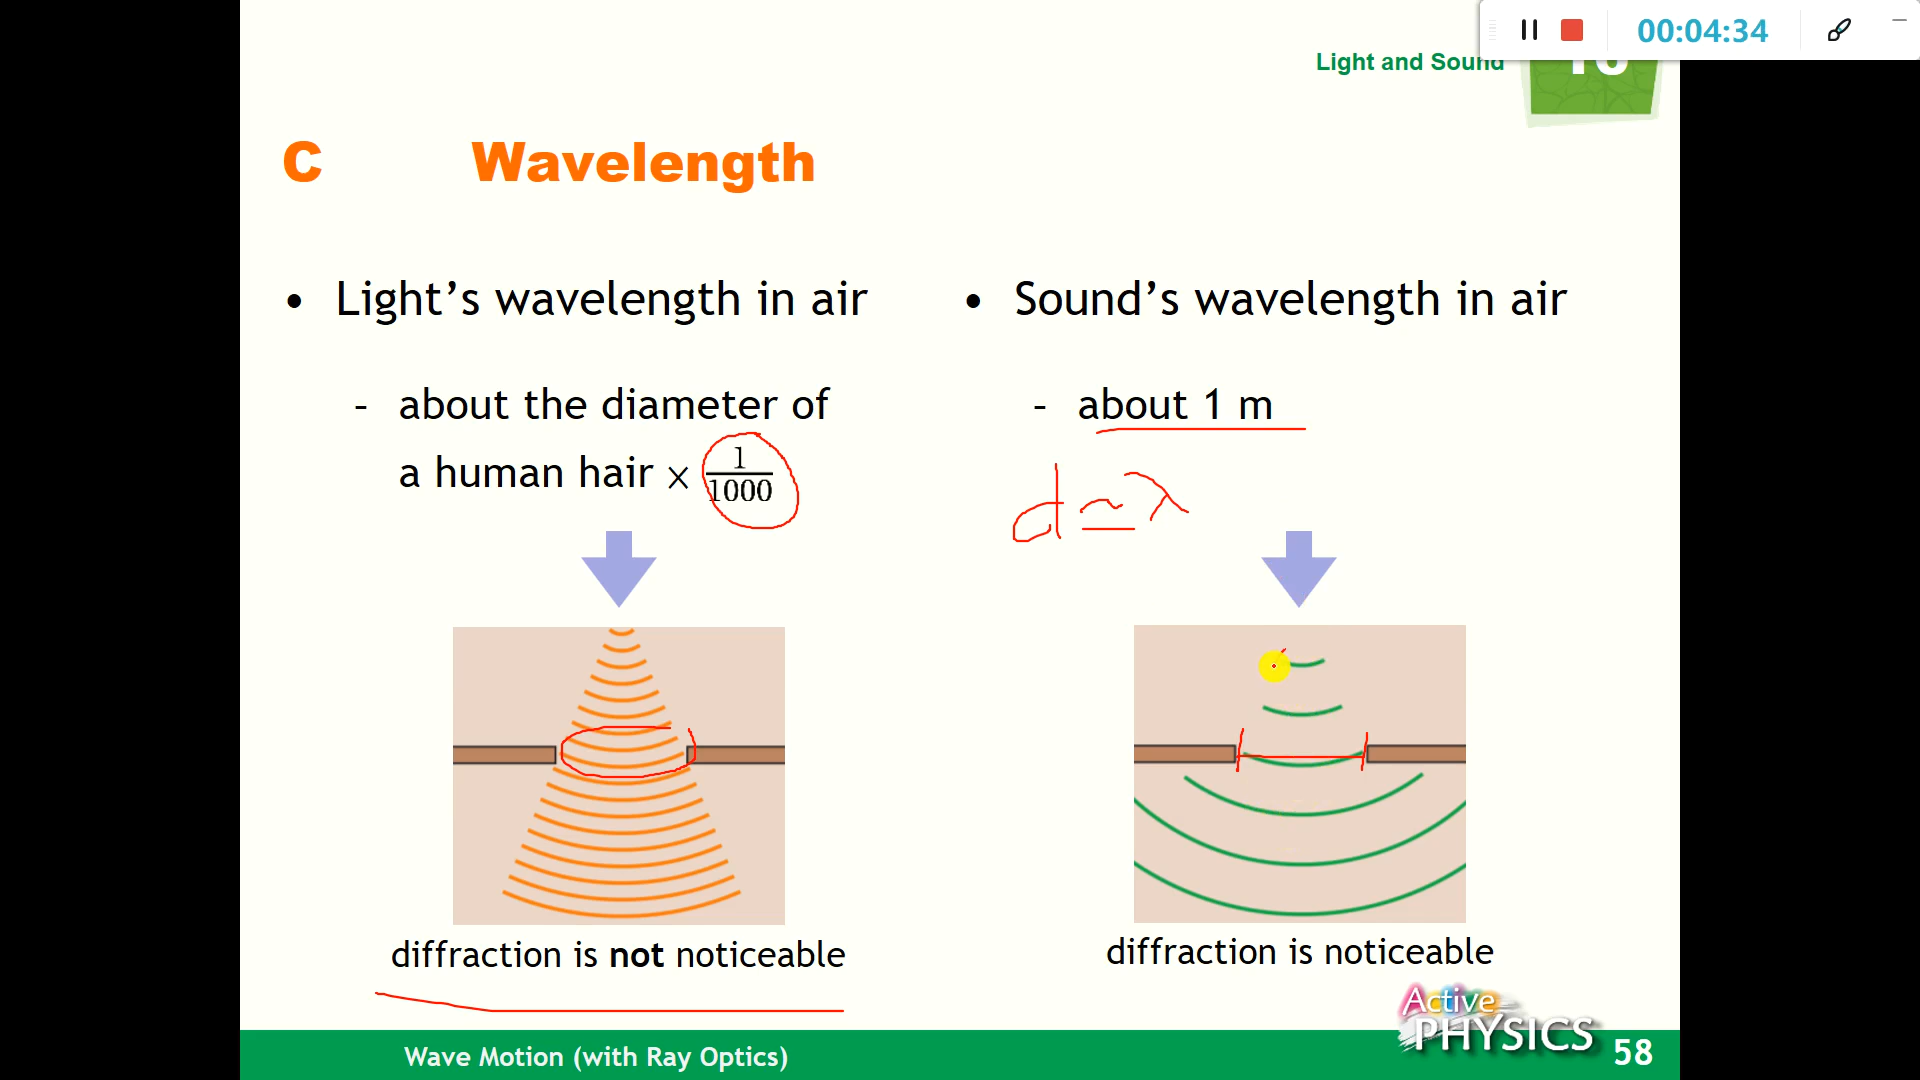 00:04:34
Light and Sound
C Wavelength
• Light’s wavelength in air
- about the diameter of
a human hair × 1/1000
• Sound’s wavelength in air
- about 1 m
d ≃ λ
diffraction is not noticeable
diffraction is noticeable
Active
PHYSICS
Wave Motion (with Ray Optics)
58